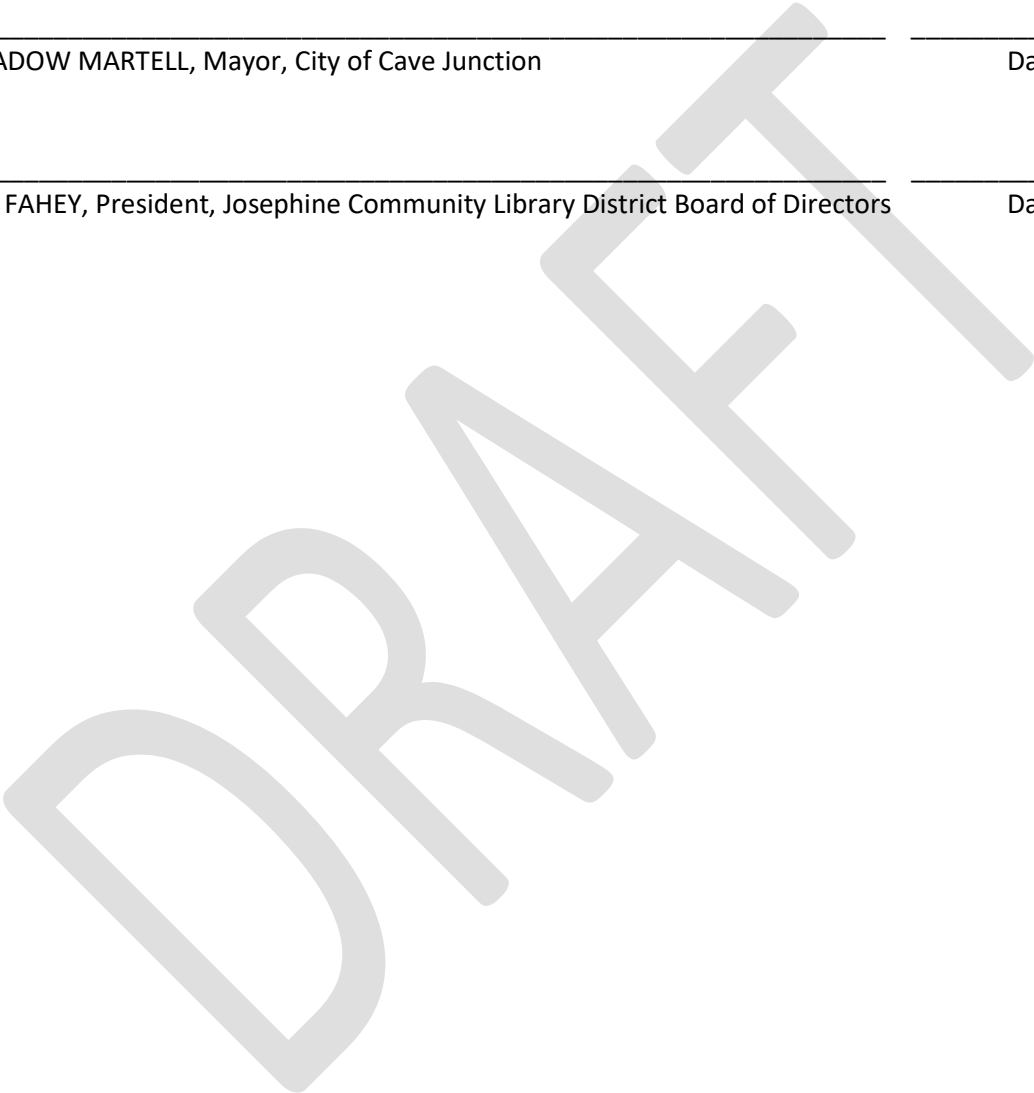 ADOW MARTELL, Mayor, City of Cave Junction Da
FAHEY, President, Josephine Community Library District Board of Directors Da
DRAFT